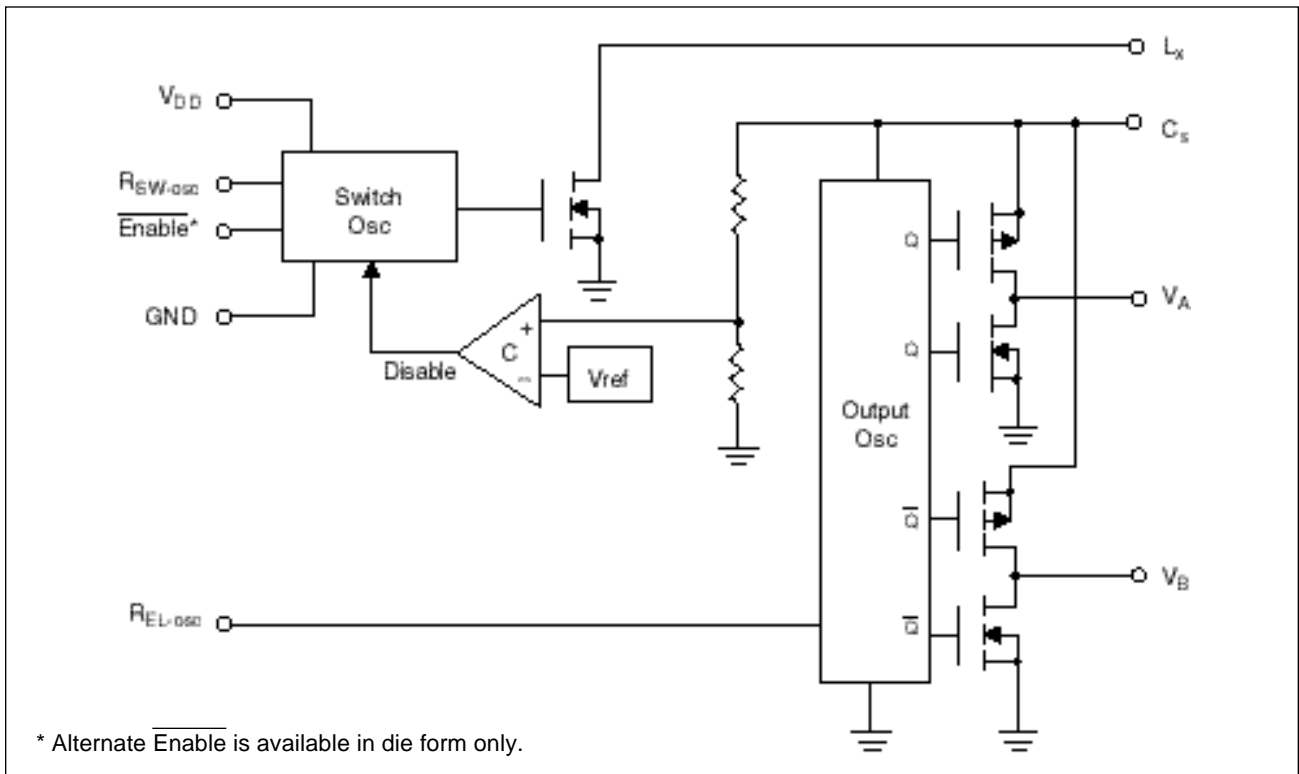 Lx
VDD
Cs
RSW-osc
Switch
Osc
Enable*
Q
GND
VA
+
C
Disable
−
Vref
Q
Output
Osc
Q
VB
REL-osc
Q
* Alternate Enable is available in die form only.